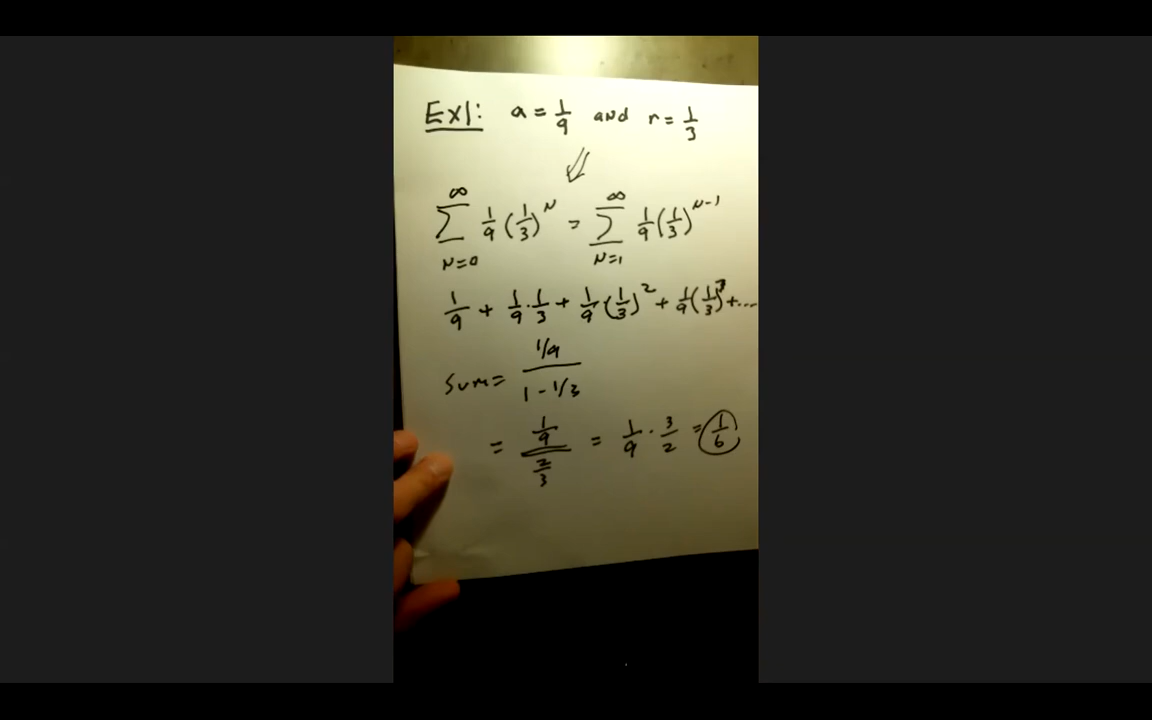 Ex1: a = 1/9 and r = 1/3
∞ ∑ N=0 1/9 (1/3)^N = ∞ ∑ N=1 1/9 (1/3)^(N-1)
1/9 + 1/9 · 1/3 + 1/9 (1/3)^2 + 1/9 (1/3)^3 + ...
Sum = (1/9)/(1 - 1/3)
= (1/9)/(2/3) = 1/9 · 3/2 = 1/6